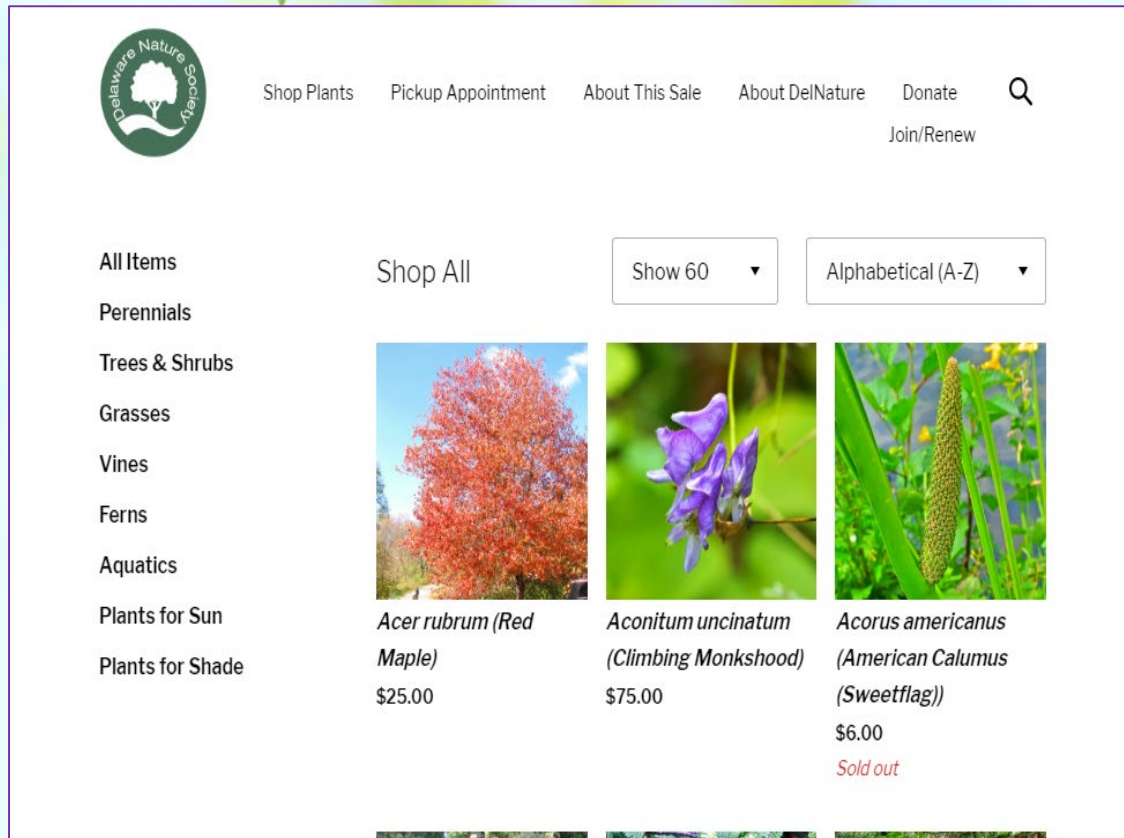 Delaware Nature Society
Shop Plants Pickup Appointment About This Sale About DelNature Donate
Join/Renew
All Items
Perennials
Trees & Shrubs
Grasses
Vines
Ferns
Aquatics
Plants for Sun
Plants for Shade
Shop All
Show 60
Alphabetical (A-Z)
Acer rubrum (Red
Maple)
$25.00
Aconitum uncinatum
(Climbing Monkshood)
$75.00
Acorus americanus
(American Calumus
(Sweetflag))
$6.00
Sold out